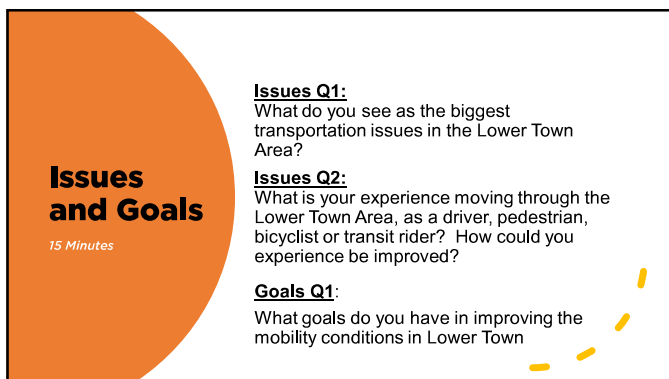 Issues
and Goals
15 Minutes
Issues Q1:
What do you see as the biggest
transportation issues in the Lower Town
Area?
Issues Q2:
What is your experience moving through the
Lower Town Area, as a driver, pedestrian,
bicyclist or transit rider?  How could you
experience be improved?
Goals Q1:
What goals do you have in improving the
mobility conditions in Lower Town